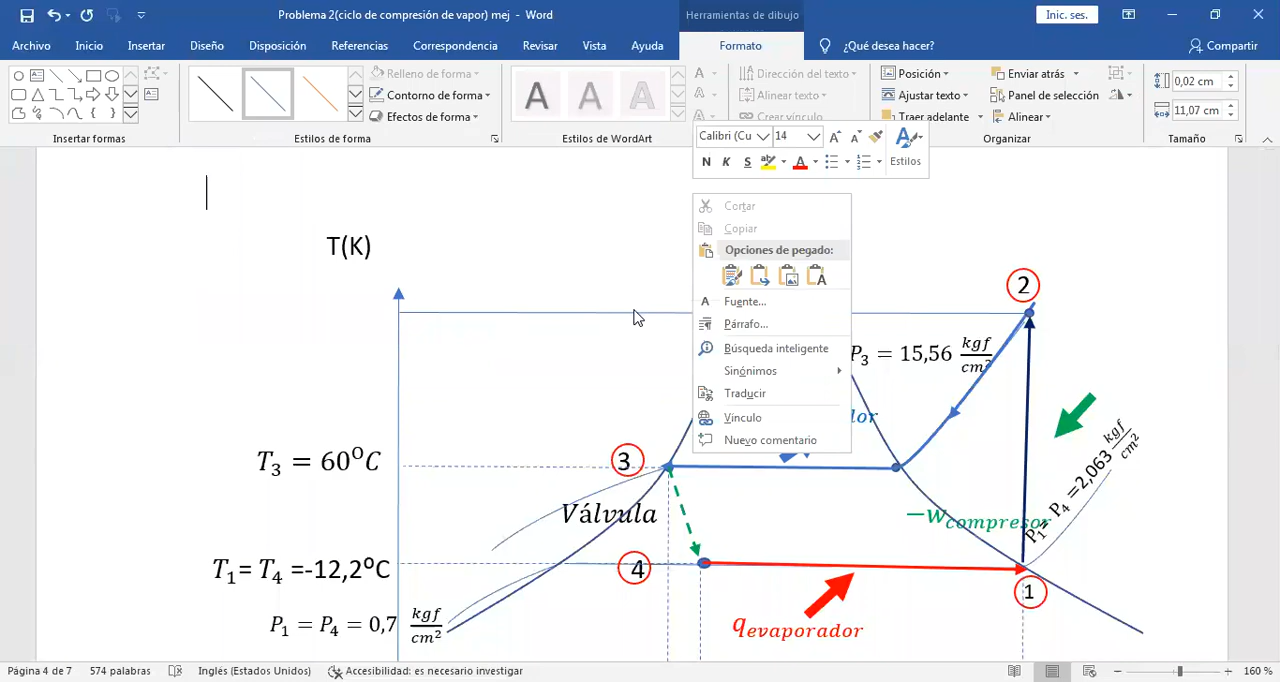 Problema 2(ciclo de compresión de vapor) mej - Word
Herramientas de dibujo
Inic. ses.
Archivo Inicio Insertar Diseño Disposición Referencias Correspondencia Revisar Vista Ayuda Formato ¿Qué desea hacer? Compartir
Relleno de forma
Contorno de forma
Efectos de forma
Dirección del texto
Alinear texto
Crear vínculo
Posición
Ajustar texto
Traer adelante
Enviar atrás
Panel de selección
Alinear
0,02 cm
11,07 cm
Insertar formas Estilos de forma Estilos de WordArt Organizar Tamaño
Calibri (Cu 14
N K S Estilos
Cortar
Copiar
Opciones de pegado:
Fuente...
Párrafo...
Búsqueda inteligente
Sinónimos
Traducir
Vínculo
Nuevo comentario
T(K)
2
P₃ = 15,56 kgf/cm²
T₃ = 60⁰C
3
Válvula
−w compresor
P₁= P₄ =2,063 kgf/cm²
T₁= T₄ =-12,2⁰C
4
1
P₁ = P₄ = 0,7 kgf/cm²
q evaporador
Página 4 de 7 574 palabras Inglés (Estados Unidos) Accesibilidad: es necesario investigar 160 %